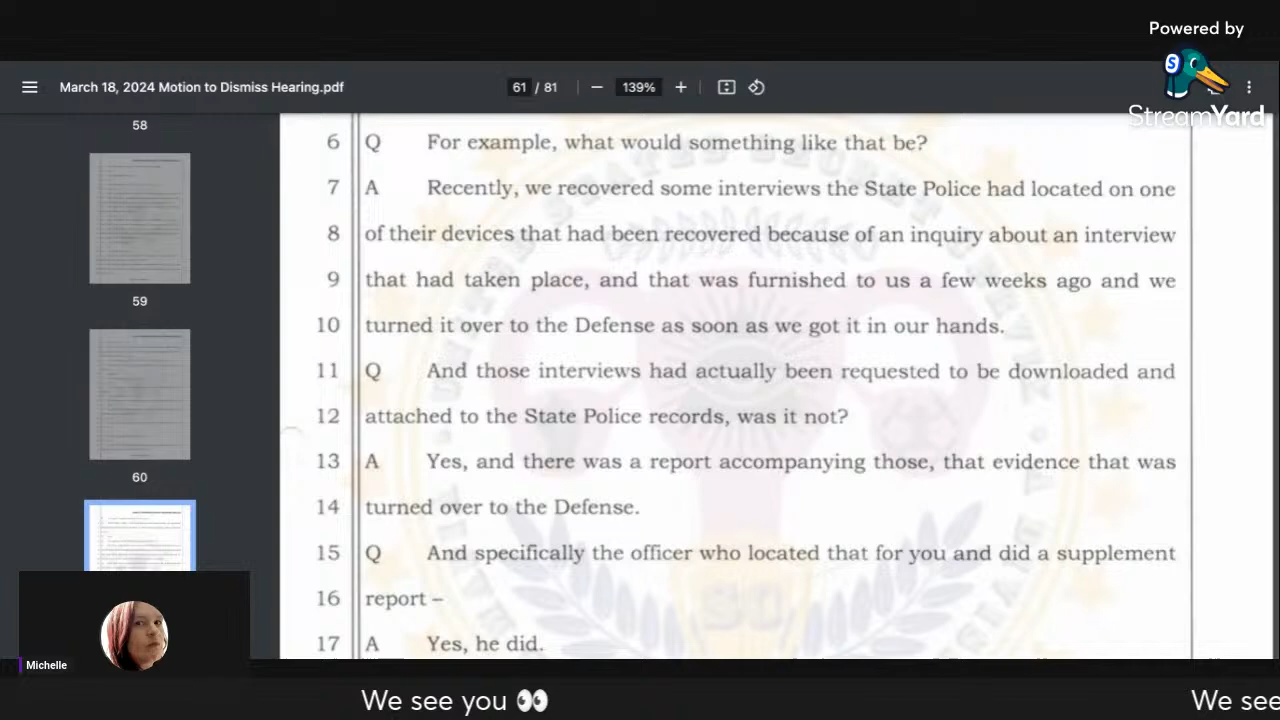 Powered by
StreamYard
March 18, 2024 Motion to Dismiss Hearing.pdf
61 / 81
139%
58
59
60
6 Q For example, what would something like that be?
7 A Recently, we recovered some interviews the State Police had located on one
8 of their devices that had been recovered because of an inquiry about an interview
9 that had taken place, and that was furnished to us a few weeks ago and we
10 turned it over to the Defense as soon as we got it in our hands.
11 Q And those interviews had actually been requested to be downloaded and
12 attached to the State Police records, was it not?
13 A Yes, and there was a report accompanying those, that evidence that was
14 turned over to the Defense.
15 Q And specifically the officer who located that for you and did a supplement
16 report –
17 A Yes, he did.
Michelle
We see you 👀
We see